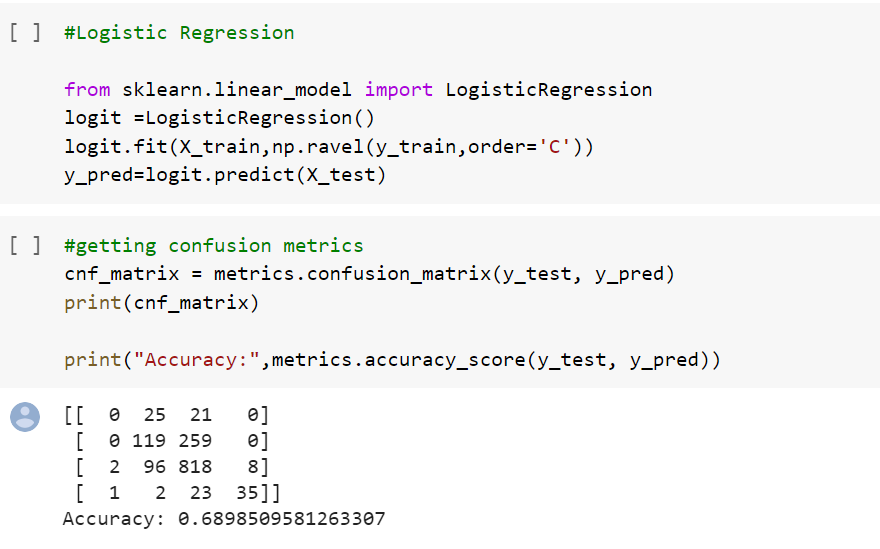 [ ] #Logistic Regression
from sklearn.linear_model import LogisticRegression
logit =LogisticRegression()
logit.fit(X_train,np.ravel(y_train,order='C'))
y_pred=logit.predict(X_test)
[ ] #getting confusion metrics
cnf_matrix = metrics.confusion_matrix(y_test, y_pred)
print(cnf_matrix)
print("Accuracy:",metrics.accuracy_score(y_test, y_pred))
[[  0  25  21   0]
 [  0 119 259   0]
 [  2  96 818   8]
 [  1   2  23  35]]
Accuracy: 0.6898509581263307